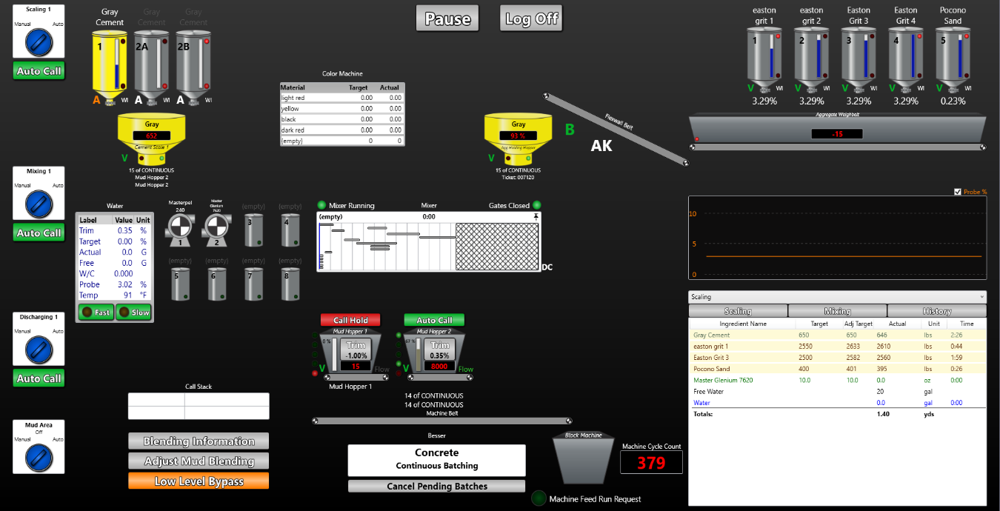 Scaling 1
Manual Auto
Auto Call
Gray Cement
Gray Cement
Gray Cement
1 2A 2B
A WI A WI A WI
Gray
652
Cement Scale 1
V
15 of CONTINUOUS
Mud Hopper 2
Mud Hopper 2
Pause
Log Off
Color Machine
Material Target Actual
light red 0.00 0.00
yellow 0.00 0.00
black 0.00 0.00
dark red 0.00 0.00
(empty) 0 0
Gray
93 %
Agg Holding Hopper
V
B
15 of CONTINUOUS
Ticket: 007120
AK
Flexwall Belt
easton grit 1
easton grit 2
Easton Grit 3
Easton Grit 4
Pocono Sand
1 2 3 4 5
V WI V WI V WI V WI V WI
3.29% 3.29% 3.29% 3.29% 0.23%
Aggregate Weighbelt
-15
Mixing 1
Manual Auto
Auto Call
Water
Label Value Unit
Trim 0.35 %
Target 0.00 %
Actual 0.0 G
Free 0.0 G
W/C 0.000
Probe 3.02 %
Temp 91 °F
Fast Slow
Masterpel 240
Master Glenium 7620
(empty) (empty)
1 2 3 4
(empty) (empty) (empty) (empty)
5 6 7 8
Mixer Running Mixer Gates Closed
(empty) 0:00
DC
Probe %
10
5
0
Discharging 1
Manual Auto
Auto Call
Call Hold
Mud Hopper 1
0 %
Trim
-1.00%
15
V Flow
Mud Hopper 1
Auto Call
Mud Hopper 2
67 %
Trim
0.35%
8000
V Flow
14 of CONTINUOUS
14 of CONTINUOUS
Machine Belt
Call Stack
Mud Area
Off
Manual Auto
Blending Information
Adjust Mud Blending
Low Level Bypass
Besser
Concrete
Continuous Batching
Cancel Pending Batches
Block Machine
Machine Cycle Count
379
Machine Feed Run Request
Scaling
Scaling Mixing History
Ingredient Name Target Adj Target Actual Unit Time
Gray Cement 650 650 646 lbs 2:26
easton grit 1 2550 2633 2610 lbs 0:44
Easton Grit 3 2500 2582 2560 lbs 1:59
Pocono Sand 400 401 395 lbs 0:26
Master Glenium 7620 10.0 10.0 0.0 oz 0:00
Free Water 20 gal
Water 0.0 gal 0:00
Totals: 1.40 yds